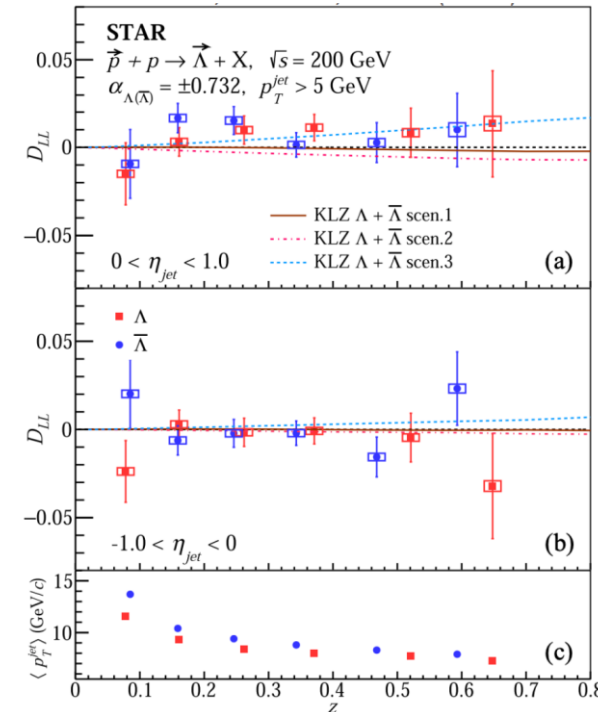 STAR
p⃗ + p → Λ⃗ + X, √s = 200 GeV
α_Λ(Λ̅) = ±0.732, p_T^jet > 5 GeV
0.05
0
−0.05
D_LL
KLZ Λ + Λ̅ scen.1
KLZ Λ + Λ̅ scen.2
KLZ Λ + Λ̅ scen.3
0 < η_jet < 1.0
(a)
Λ
Λ̅
0.05
0
−0.05
D_LL
-1.0 < η_jet < 0
(b)
15
10
⟨ p_T^jet ⟩ (GeV/c)
(c)
0 0.1 0.2 0.3 0.4 0.5 0.6 0.7 0.8
z